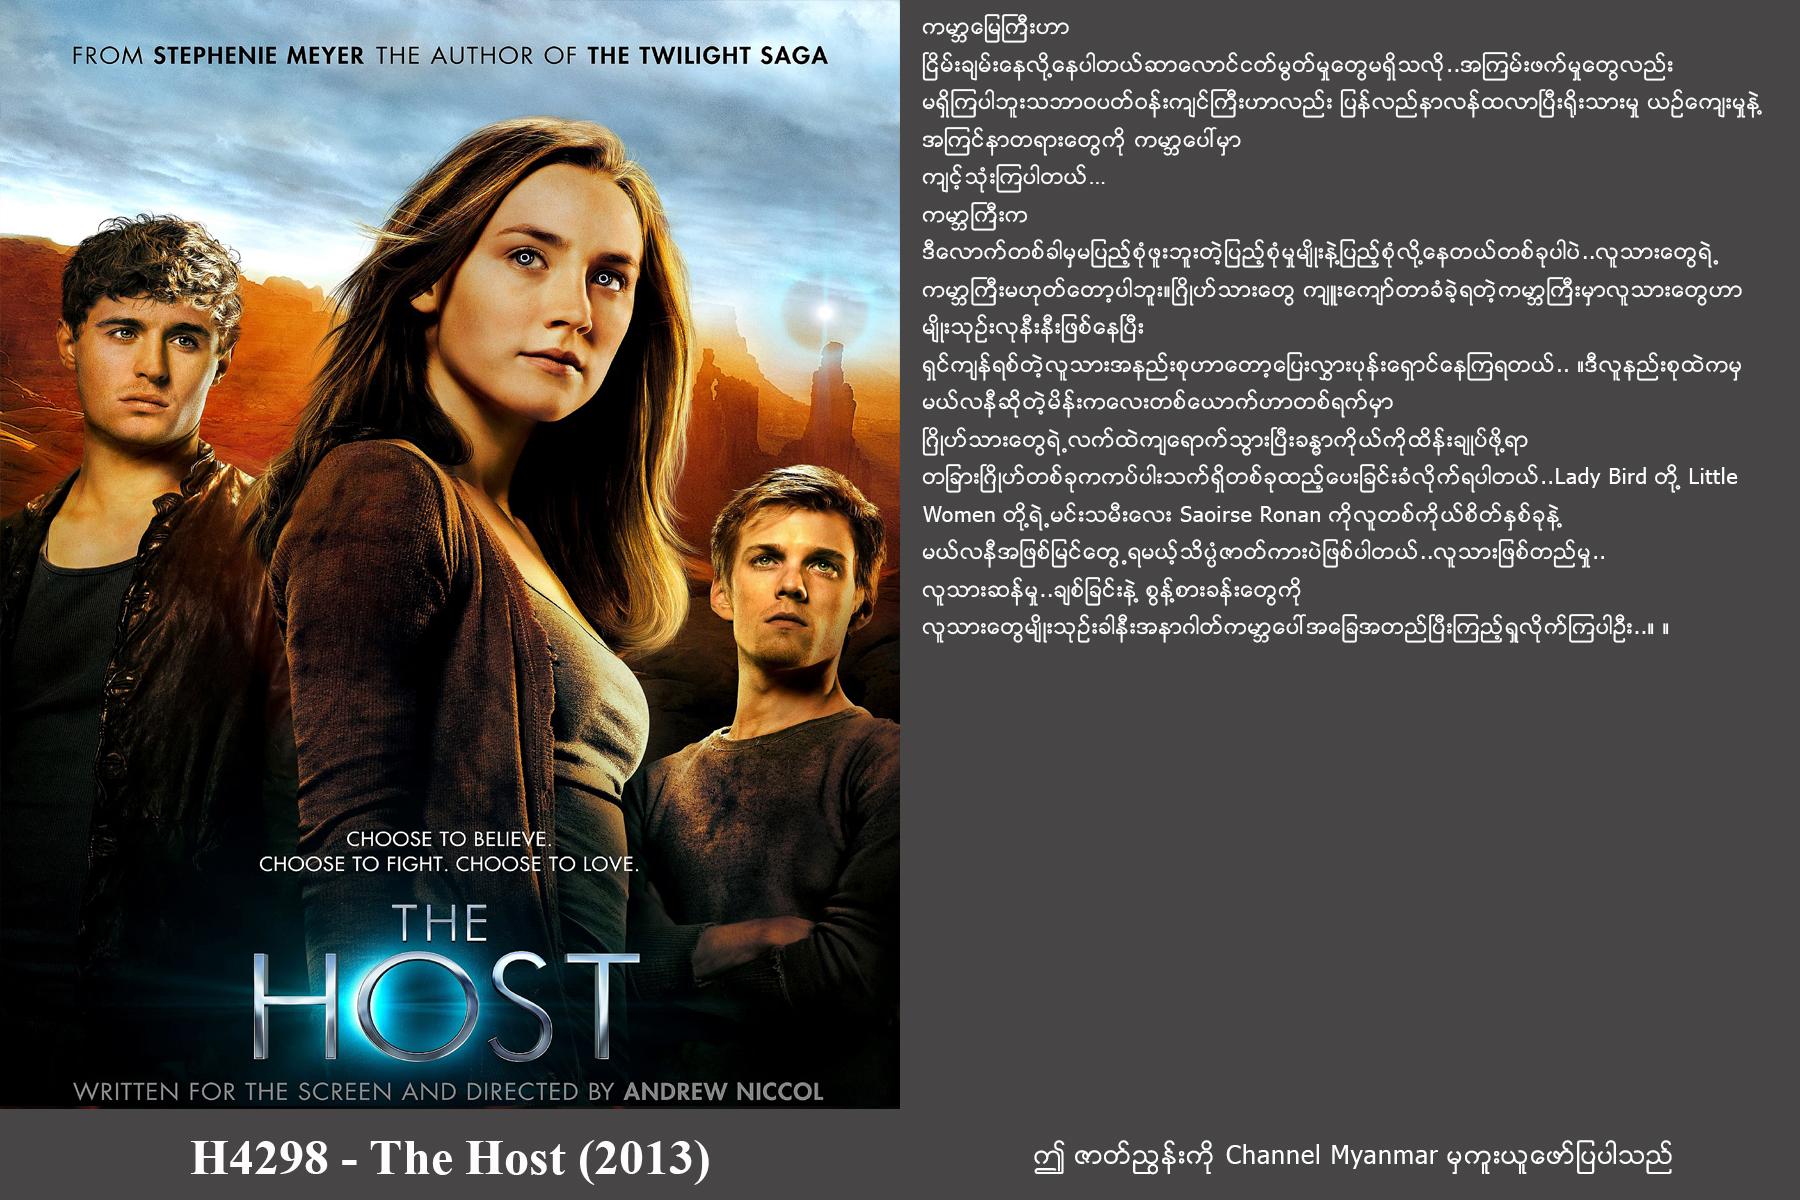 FROM STEPHENIE MEYER THE AUTHOR OF THE TWILIGHT SAGA
CHOOSE TO BELIEVE.
CHOOSE TO FIGHT. CHOOSE TO LOVE.
THE
HOST
WRITTEN FOR THE SCREEN AND DIRECTED BY ANDREW NICCOL
H4298 - The Host (2013)
ကမ္ဘာမြေကြီးဟာ
ငြိမ်းချမ်းနေလို့နေပါတယ်ဆာလောင်ငတ်မွတ်မှုတွေမရှိသလို..အကြမ်းဖက်မှုတွေလည်း
မရှိကြပါဘူးသဘာဝပတ်ဝန်းကျင်ကြီးဟာလည်း ပြန်လည်နာလန်ထလာပြီးရိုးသားမှု ယဉ်ကျေးမှုနဲ့
အကြင်နာတရားတွေကို ကမ္ဘာပေါ်မှာ
ကျင့်သုံးကြပါတယ်...
ကမ္ဘာကြီးက
ဒီလောက်တစ်ခါမှမပြည့်စုံဖူးဘူးတဲ့ပြည့်စုံမှုမျိုးနဲ့ပြည့်စုံလို့နေတယ်တစ်ခုပါပဲ..လူသားတွေရဲ့
ကမ္ဘာကြီးမဟုတ်တော့ပါဘူး။ဂြိုဟ်သားတွေ ကျူးကျော်တာခံခဲ့ရတဲ့ကမ္ဘာကြီးမှာလူသားတွေဟာ
မျိုးသုဉ်းလုနီးနီးဖြစ်နေပြီး
ရှင်ကျန်ရစ်တဲ့လူသားအနည်းစုဟာတော့ပြေးလွှားပုန်းရှောင်နေကြရတယ်.. ။ဒီလူနည်းစုထဲကမှ
မယ်လနီဆိုတဲ့မိန်းကလေးတစ်ယောက်ဟာတစ်ရက်မှာ
ဂြိုဟ်သားတွေရဲ့လက်ထဲကျရောက်သွားပြီးခန္ဓာကိုယ်ကိုထိန်းချုပ်ဖို့ရာ
တခြားဂြိုဟ်တစ်ခုကကပ်ပါးသက်ရှိတစ်ခုထည့်ပေးခြင်းခံလိုက်ရပါတယ်..Lady Bird တို့ Little
Women တို့ရဲ့မင်းသမီးလေး Saoirse Ronan ကိုလူတစ်ကိုယ်စိတ်နှစ်ခုနဲ့
မယ်လနီအဖြစ်မြင်တွေ့ရမယ့်သိပ္ပံဇာတ်ကားပဲဖြစ်ပါတယ်..လူသားဖြစ်တည်မှု..
လူသားဆန်မှု..ချစ်ခြင်းနဲ့ စွန့်စားခန်းတွေကို
လူသားတွေမျိုးသုဉ်းခါနီးအနာဂါတ်ကမ္ဘာပေါ်အခြေအတည်ပြီးကြည့်ရှုလိုက်ကြပါဦး..။ ။
ဤ ဇာတ်ညွှန်းကို Channel Myanmar မှကူးယူဖော်ပြပါသည်